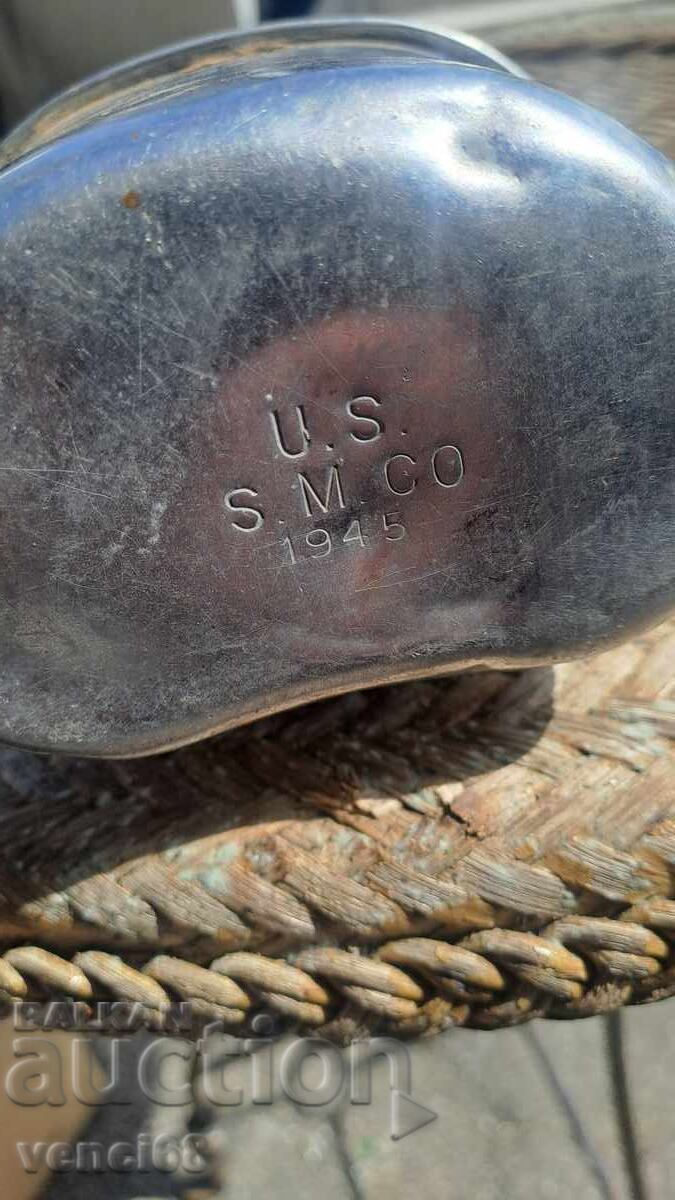 U.S.
S.M.CO
1945
BALKAN
auction
venci68